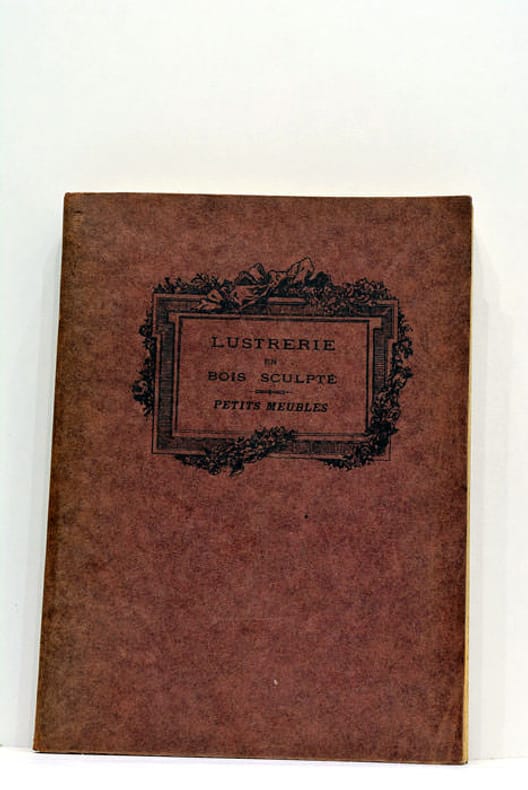 LUSTRERIE
EN
BOIS SCULPTÉ
PETITS MEUBLES